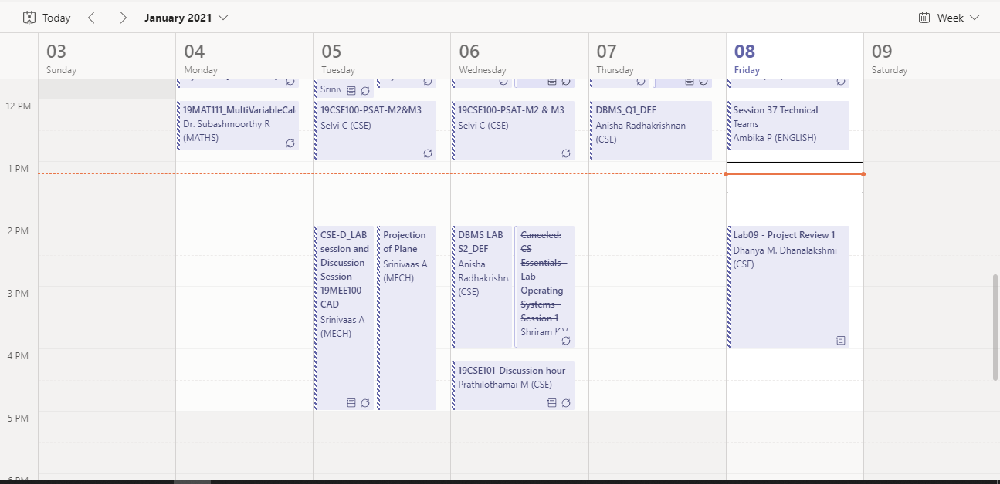 Today
January 2021
Week
03
Sunday
04
Monday
05
Tuesday
06
Wednesday
07
Thursday
08
Friday
09
Saturday
12 PM
1 PM
2 PM
3 PM
4 PM
5 PM
19MAT111_MultiVariableCal
Dr. Subashmoorthy R
(MATHS)
Sriniv
19CSE100-PSAT-M2&M3
Selvi C (CSE)
CSE-D_LAB
session and
Discussion
Session
19MEE100
CAD
Srinivaas A
(MECH)
Projection
of Plane
Srinivaas A
(MECH)
19CSE100-PSAT-M2 & M3
Selvi C (CSE)
DBMS LAB
S2_DEF
Anisha
Radhakrishn
(CSE)
Canceled:
CS
Essentials
Lab -
Operating
Systems -
Session 1
Shriram K V
19CSE101-Discussion hour
Prathilothamai M (CSE)
DBMS_Q1_DEF
Anisha Radhakrishnan
(CSE)
Session 37 Technical
Teams
Ambika P (ENGLISH)
Lab09 - Project Review 1
Dhanya M. Dhanalakshmi
(CSE)